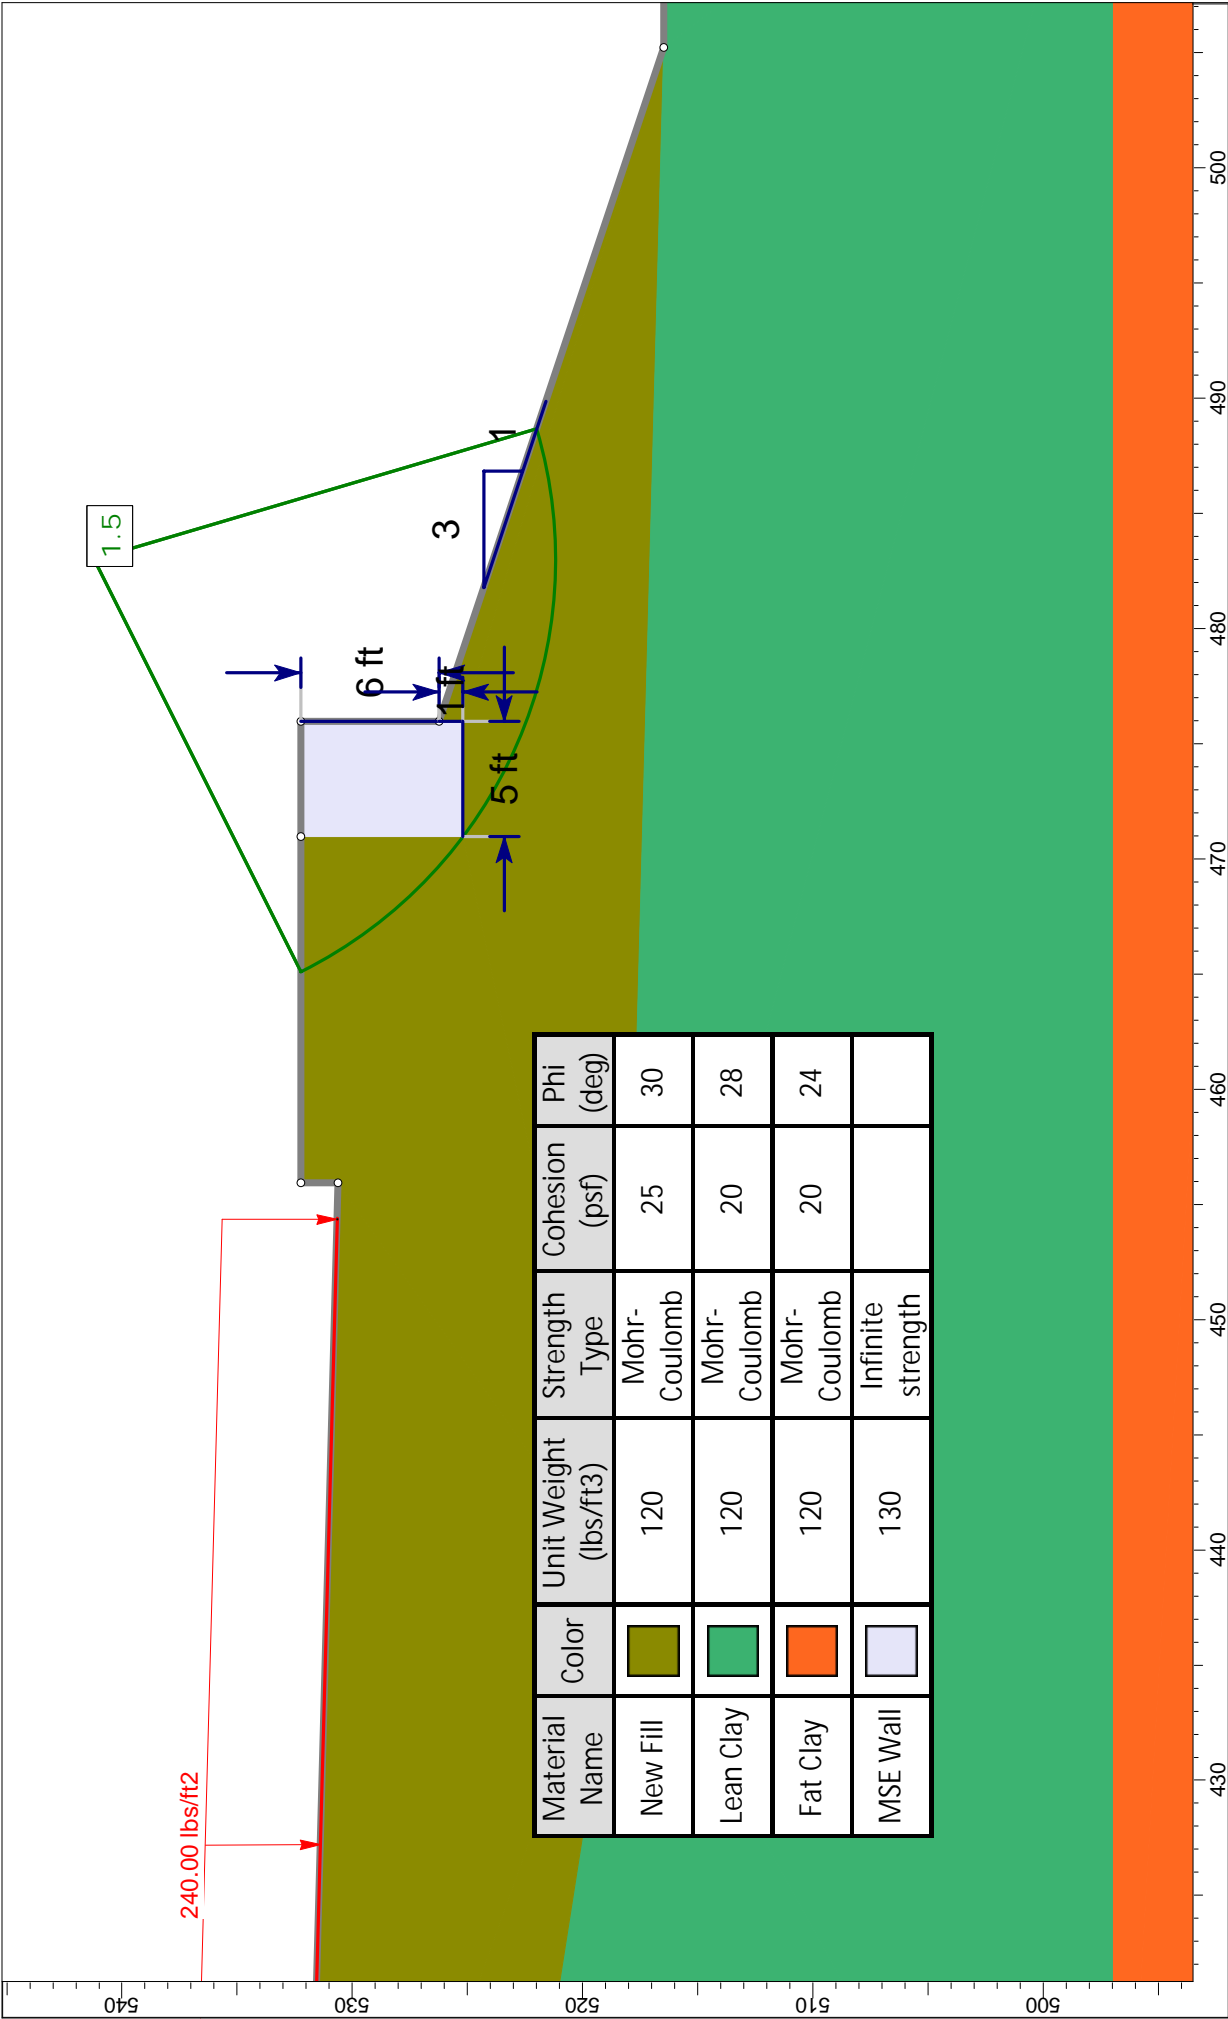 1.5
240.00 lbs/ft2
6 ft
1 ft
5 ft
3
1
Material
Name
Color
Unit Weight
(lbs/ft3)
Strength
Type
Cohesion
(psf)
Phi
(deg)
New Fill
120
Mohr-
Coulomb
25
30
Lean Clay
120
Mohr-
Coulomb
20
28
Fat Clay
120
Mohr-
Coulomb
20
24
MSE Wall
130
Infinite
strength
540
530
520
510
500
430
440
450
460
470
480
490
500